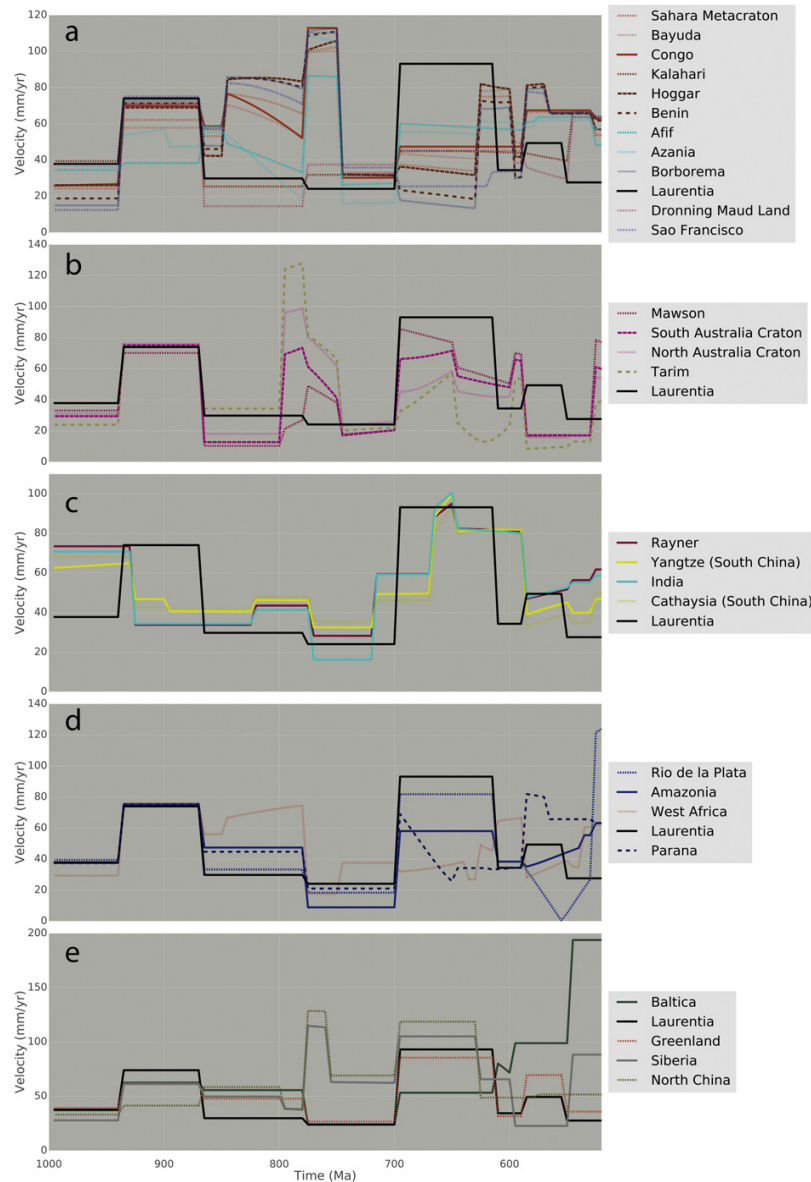 a
Velocity (mm/yr)
120
100
80
60
40
20
0
Sahara Metacraton
Bayuda
Congo
Kalahari
Hoggar
Benin
Afif
Azania
Borborema
Laurentia
Dronning Maud Land
Sao Francisco
b
Velocity (mm/yr)
140
120
100
80
60
40
20
0
Mawson
South Australia Craton
North Australia Craton
Tarim
Laurentia
c
Velocity (mm/yr)
100
80
60
40
20
0
Rayner
Yangtze (South China)
India
Cathaysia (South China)
Laurentia
d
Velocity (mm/yr)
140
120
100
80
60
40
20
0
Rio de la Plata
Amazonia
West Africa
Laurentia
Parana
e
Velocity (mm/yr)
200
150
100
50
0
Baltica
Laurentia
Greenland
Siberia
North China
1000 900 800 700 600
Time (Ma)